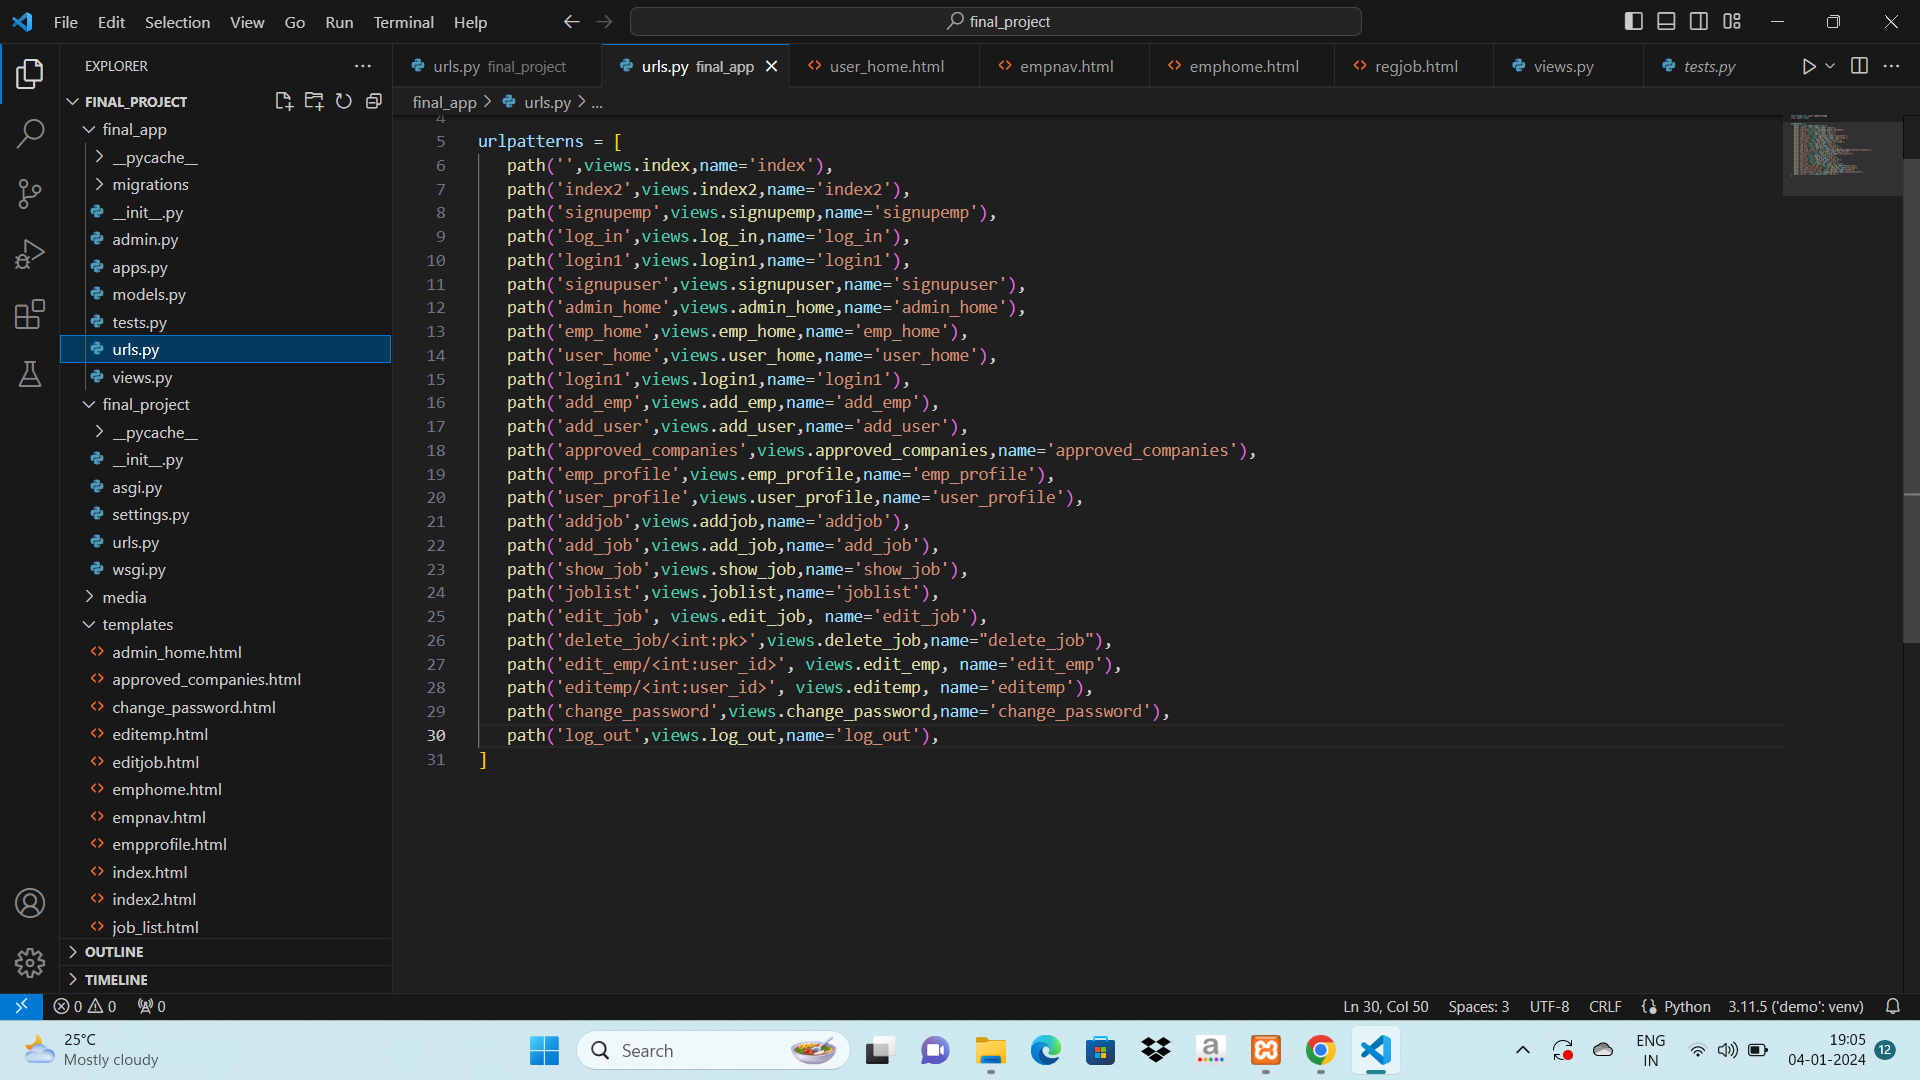 File Edit Selection View Go Run Terminal Help
final_project
EXPLORER
FINAL_PROJECT
final_app
__pycache__
migrations
__init__.py
admin.py
apps.py
models.py
tests.py
urls.py
views.py
final_project
__pycache__
__init__.py
asgi.py
settings.py
urls.py
wsgi.py
media
templates
admin_home.html
approved_companies.html
change_password.html
editemp.html
editjob.html
emphome.html
empnav.html
empprofile.html
index.html
index2.html
job_list.html
OUTLINE
TIMELINE
urls.py final_project urls.py final_app user_home.html empnav.html emphome.html regjob.html views.py tests.py
final_app > urls.py > ...
4
5 urlpatterns = [
6 path('',views.index,name='index'),
7 path('index2',views.index2,name='index2'),
8 path('signupemp',views.signupemp,name='signupemp'),
9 path('log_in',views.log_in,name='log_in'),
10 path('login1',views.login1,name='login1'),
11 path('signupuser',views.signupuser,name='signupuser'),
12 path('admin_home',views.admin_home,name='admin_home'),
13 path('emp_home',views.emp_home,name='emp_home'),
14 path('user_home',views.user_home,name='user_home'),
15 path('login1',views.login1,name='login1'),
16 path('add_emp',views.add_emp,name='add_emp'),
17 path('add_user',views.add_user,name='add_user'),
18 path('approved_companies',views.approved_companies,name='approved_companies'),
19 path('emp_profile',views.emp_profile,name='emp_profile'),
20 path('user_profile',views.user_profile,name='user_profile'),
21 path('addjob',views.addjob,name='addjob'),
22 path('add_job',views.add_job,name='add_job'),
23 path('show_job',views.show_job,name='show_job'),
24 path('joblist',views.joblist,name='joblist'),
25 path('edit_job', views.edit_job, name='edit_job'),
26 path('delete_job/<int:pk>',views.delete_job,name="delete_job"),
27 path('edit_emp/<int:user_id>', views.edit_emp, name='edit_emp'),
28 path('editemp/<int:user_id>', views.editemp, name='editemp'),
29 path('change_password',views.change_password,name='change_password'),
30 path('log_out',views.log_out,name='log_out'),
31 ]
0 0 0 Ln 30, Col 50 Spaces: 3 UTF-8 CRLF Python 3.11.5 ('demo': venv)
25°C
Mostly cloudy
Search
ENG
IN
19:05
04-01-2024
12